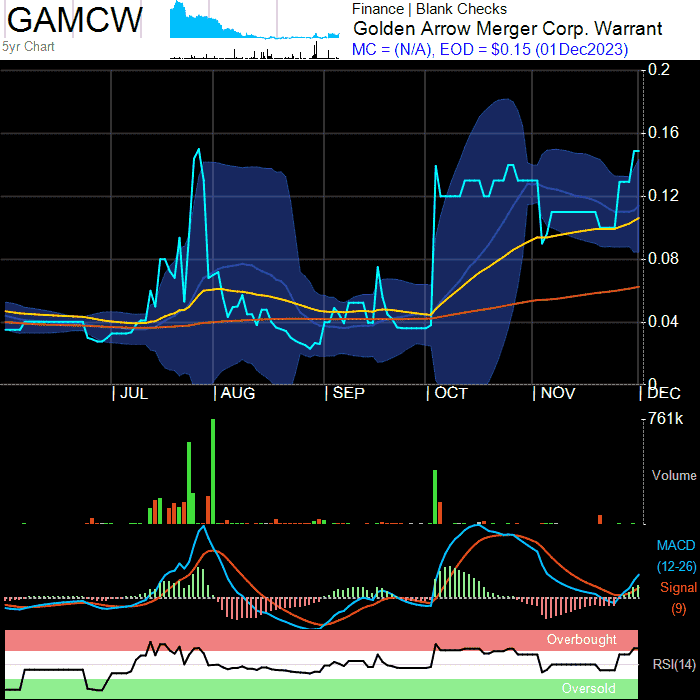 GAMCW
5yr Chart
Finance | Blank Checks
Golden Arrow Merger Corp. Warrant
MC = (N/A), EOD = $0.15 (01Dec2023)
0.2
0.16
0.12
0.08
0.04
0
| JUL | AUG | SEP | OCT | NOV | DEC
761k
Volume
MACD
(12-26)
Signal
(9)
Overbought
RSI(14)
Oversold